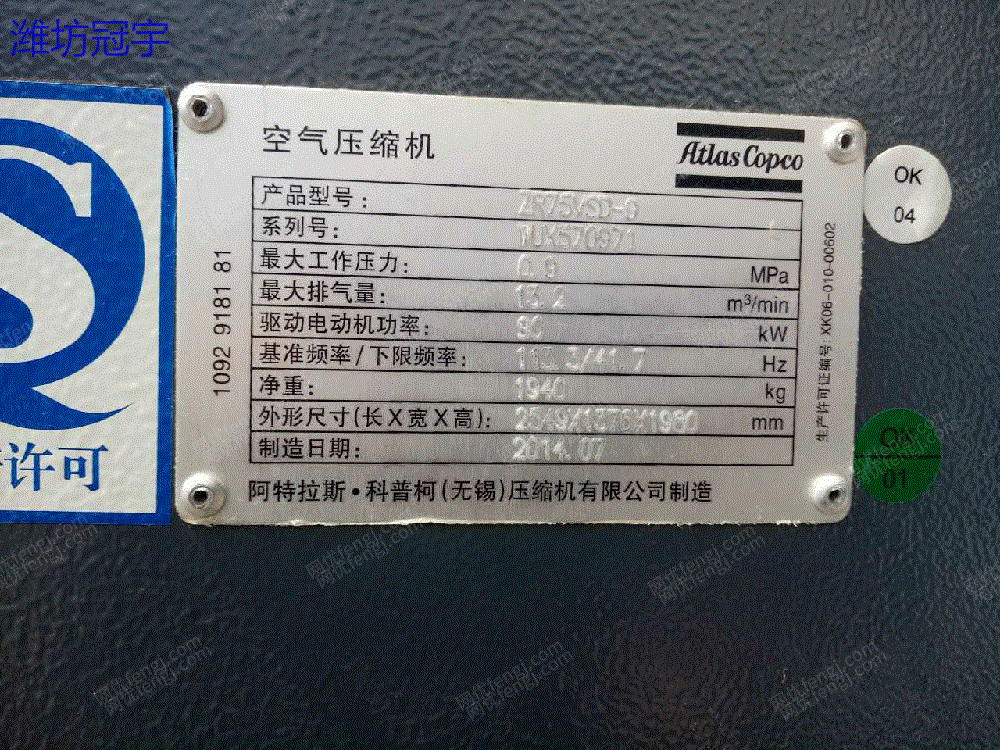 潍坊冠宇
空气压缩机
Atlas Copco
产品型号: ZR75VSD-
系列号:
最大工作压力: 0.9 MPa
最大排气量: 13.2 m³/min
驱动电动机功率: kW
基准频率/下限频率: Hz
净重: 1940 kg
外形尺寸(长X宽X高): mm
制造日期: 2014.07
阿特拉斯·科普柯(无锡)压缩机有限公司制造
1092 9181 81
生产许可证编号: XK06-010-00602
OK
04
OK
01
许可